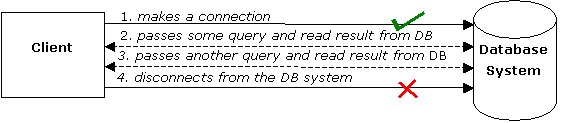 1. makes a connection
2. passes some query and read result from DB
3. passes another query and read result from DB
4. disconnects from the DB system
Client
Database
System